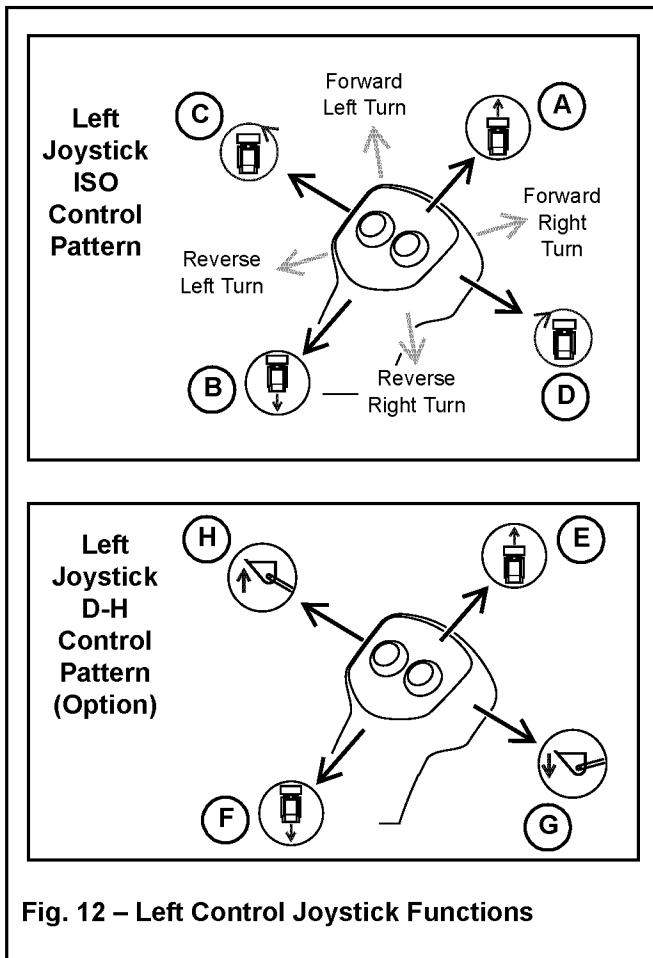 Left
Joystick
ISO
Control
Pattern
C
Forward
Left Turn
A
Forward
Right
Turn
Reverse
Left Turn
B
Reverse
Right Turn
D
Left
Joystick
D-H
Control
Pattern
(Option)
H
E
F
G
Fig. 12 – Left Control Joystick Functions